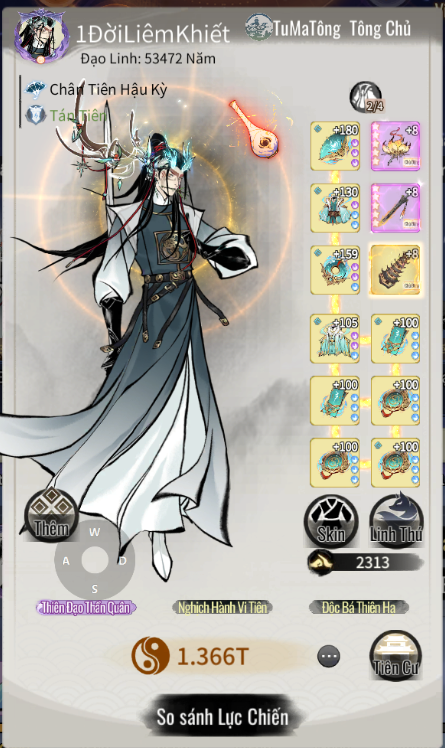 1ĐờiLiêmKhiết
TuMaTông Tông Chủ
Đạo Linh: 53472 Năm
Chân Tiên Hậu Kỳ
Tán Tiên
2/4
+180 +8
+130 +8
+159 +8
+105 +100
+100 +100
+100 +100
Thêm
Skin
Linh Thú
2313
W
A D
S
Thiên Đạo Thần Quân
Nghịch Hành Vi Tiên
Độc Bá Thiên Hạ
1.366T
Tiên Cư
So sánh Lực Chiến